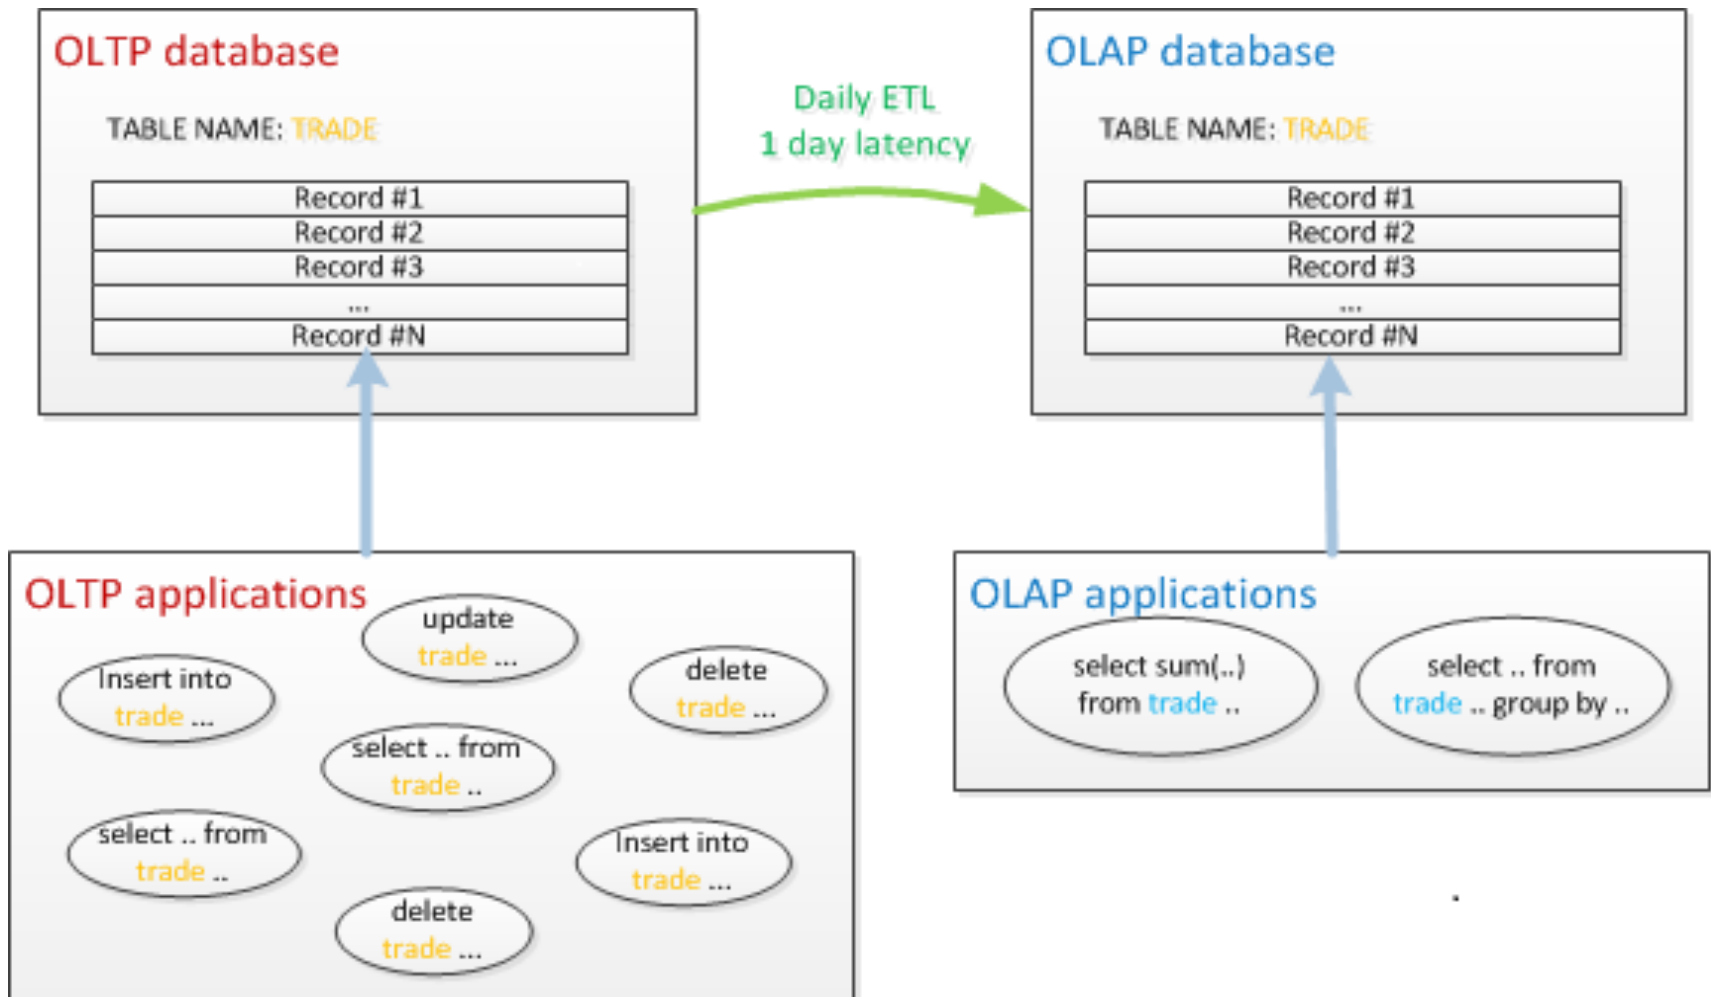 OLTP database
TABLE NAME: TRADE
Record #1
Record #2
Record #3
...
Record #N
Daily ETL
1 day latency
OLAP database
TABLE NAME: TRADE
Record #1
Record #2
Record #3
...
Record #N
OLTP applications
update
trade ...
Insert into
trade ...
delete
trade ...
select .. from
trade ..
select .. from
trade ..
Insert into
trade ...
delete
trade ...
OLAP applications
select sum(..)
from trade ..
select .. from
trade .. group by ..
.